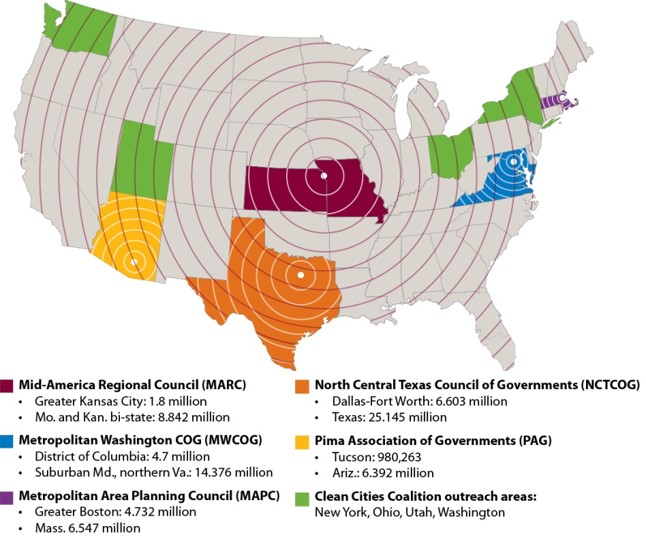 Mid-America Regional Council (MARC)
• Greater Kansas City: 1.8 million
• Mo. and Kan. bi-state: 8.842 million
Metropolitan Washington COG (MWCOG)
• District of Columbia: 4.7 million
• Suburban Md., northern Va.: 14.376 million
Metropolitan Area Planning Council (MAPC)
• Greater Boston: 4.732 million
• Mass. 6.547 million
North Central Texas Council of Governments (NCTCOG)
• Dallas-Fort Worth: 6.603 million
• Texas: 25.145 million
Pima Association of Governments (PAG)
• Tucson: 980,263
• Ariz.: 6.392 million
Clean Cities Coalition outreach areas:
New York, Ohio, Utah, Washington